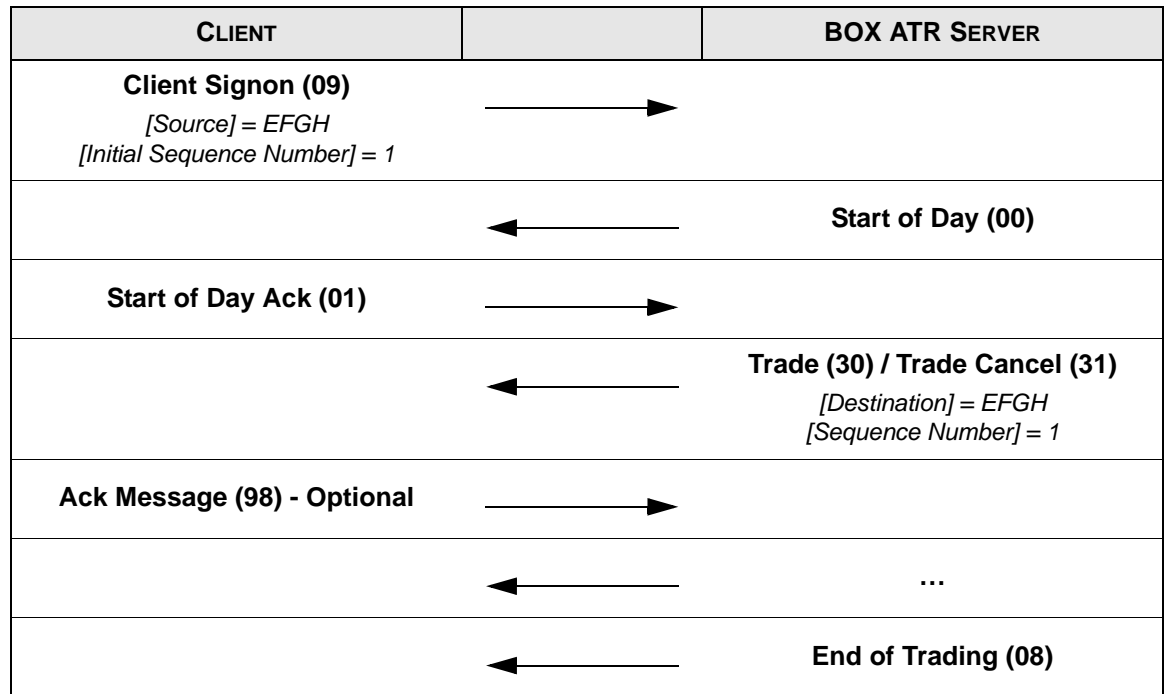 CLIENT
BOX ATR SERVER
Client Signon (09)
[Source] = EFGH
[Initial Sequence Number] = 1
Start of Day (00)
Start of Day Ack (01)
Trade (30) / Trade Cancel (31)
[Destination] = EFGH
[Sequence Number] = 1
Ack Message (98) - Optional
…
End of Trading (08)